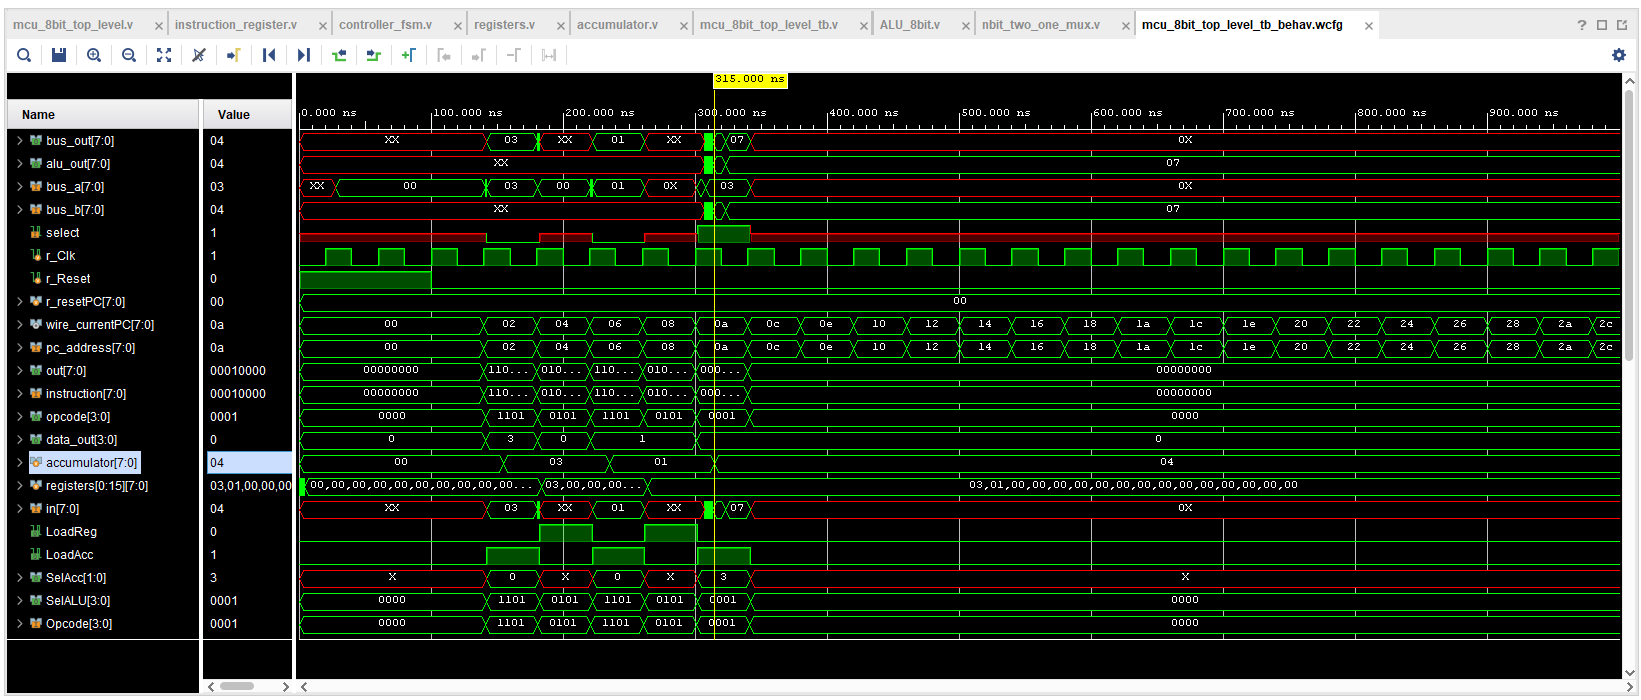 mcu_8bit_top_level.v × instruction_register.v × controller_fsm.v × registers.v × accumulator.v × mcu_8bit_top_level_tb.v × ALU_8bit.v × nbit_two_one_mux.v × mcu_8bit_top_level_tb_behav.wcfg × ?
315.000 ns
Name Value 0.000 ns 100.000 ns 200.000 ns 300.000 ns 400.000 ns 500.000 ns 600.000 ns 700.000 ns 800.000 ns 900.000 ns
bus_out[7:0] 04 XX 03 XX 01 XX 07 0X
alu_out[7:0] 04 XX 07
bus_a[7:0] 03 XX 00 03 00 01 0X 03 0X
bus_b[7:0] 04 XX 07
select 1
r_Clk 1
r_Reset 0
r_resetPC[7:0] 00 00
wire_currentPC[7:0] 0a 00 02 04 06 08 0a 0c 0e 10 12 14 16 18 1a 1c 1e 20 22 24 26 28 2a 2c
pc_address[7:0] 0a 00 02 04 06 08 0a 0c 0e 10 12 14 16 18 1a 1c 1e 20 22 24 26 28 2a 2c
out[7:0] 00010000 00000000 110... 010... 110... 010... 000... 00000000
instruction[7:0] 00010000 00000000 110... 010... 110... 010... 000... 00000000
opcode[3:0] 0001 0000 1101 0101 1101 0101 0001 0000
data_out[3:0] 0 0 3 0 1 0
accumulator[7:0] 04 00 03 01 04
registers[0:15][7:0] 03,01,00,00,00 00,00,00,00,00,00,00,00,00,00... 03,00,00,00... 03,01,00,00,00,00,00,00,00,00,00,00,00,00,00,00
in[7:0] 04 XX 03 XX 01 XX 07 0X
LoadReg 0
LoadAcc 1
SelAcc[1:0] 3 X 0 X 0 X 3 X
SelALU[3:0] 0001 0000 1101 0101 1101 0101 0001 0000
Opcode[3:0] 0001 0000 1101 0101 1101 0101 0001 0000